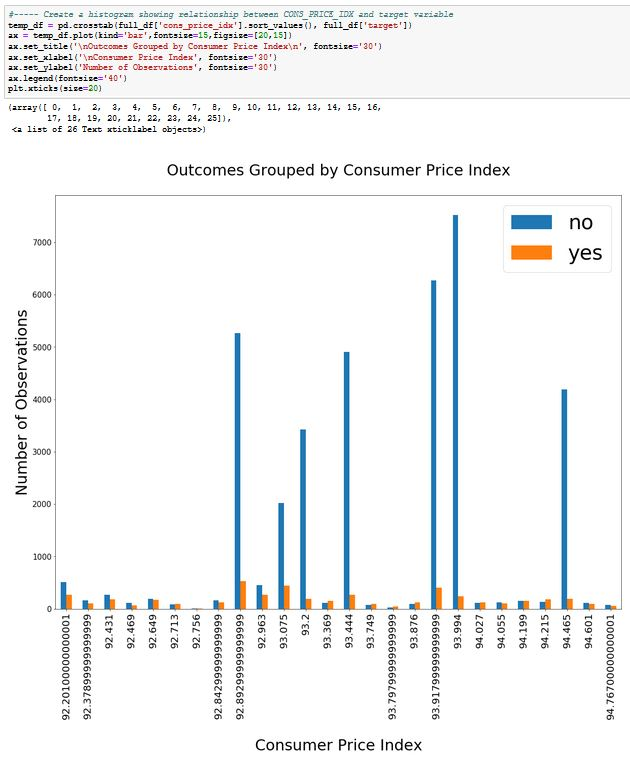 #----- Create a histogram showing relationship between CONS_PRICE_IDX and target variable
temp_df = pd.crosstab(full_df['cons_price_idx'].sort_values(), full_df['target'])
ax = temp_df.plot(kind='bar',fontsize=15,figsize=[20,15])
ax.set_title('\nOutcomes Grouped by Consumer Price Index\n', fontsize='30')
ax.set_xlabel('\nConsumer Price Index', fontsize='30')
ax.set_ylabel('Number of Observations', fontsize='30')
ax.legend(fontsize='40')
plt.xticks(size=20)
(array([ 0, 1, 2, 3, 4, 5, 6, 7, 8, 9, 10, 11, 12, 13, 14, 15, 16,
17, 18, 19, 20, 21, 22, 23, 24, 25]),
<a list of 26 Text xticklabel objects>)
Outcomes Grouped by Consumer Price Index
no
yes
Number of Observations
7000
6000
5000
4000
3000
2000
1000
0
92.20100000000001
92.37899999999999
92.431
92.469
92.649
92.713
92.756
92.84299999999999
92.89299999999999
92.963
93.075
93.2
93.369
93.444
93.749
93.79799999999999
93.876
93.91799999999999
93.994
94.027
94.055
94.199
94.215
94.465
94.601
94.76700000000001
Consumer Price Index